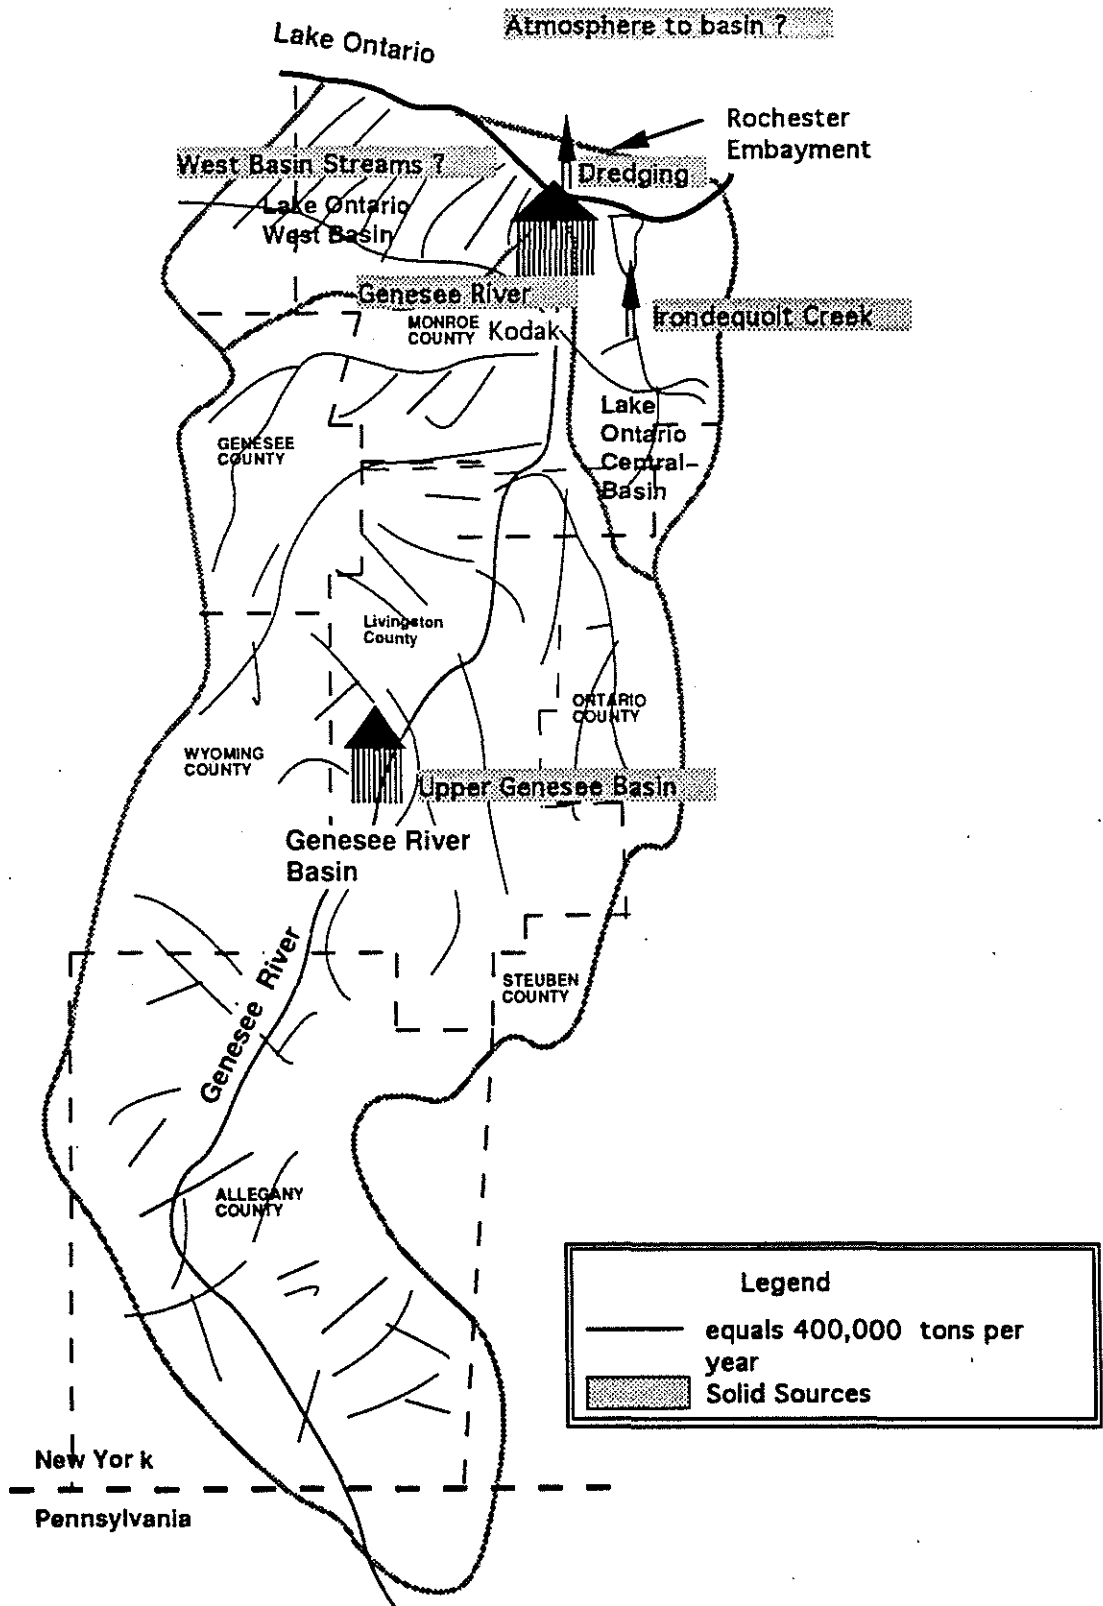 Atmosphere to basin ?
Lake Ontario
Rochester
Embayment
West Basin Streams ?
Dredging
Lake Ontario
West Basin
Genesee River
Irondequoit Creek
MONROE
COUNTY
Kodak
Lake
Ontario
Central
Basin
GENESEE
COUNTY
Livingston
County
ONTARIO
COUNTY
WYOMING
COUNTY
Upper Genesee Basin
Genesee River
Basin
Genesee River
STEUBEN
COUNTY
ALLEGANY
COUNTY
Legend
equals 400,000 tons per
year
Solid Sources
New York
Pennsylvania